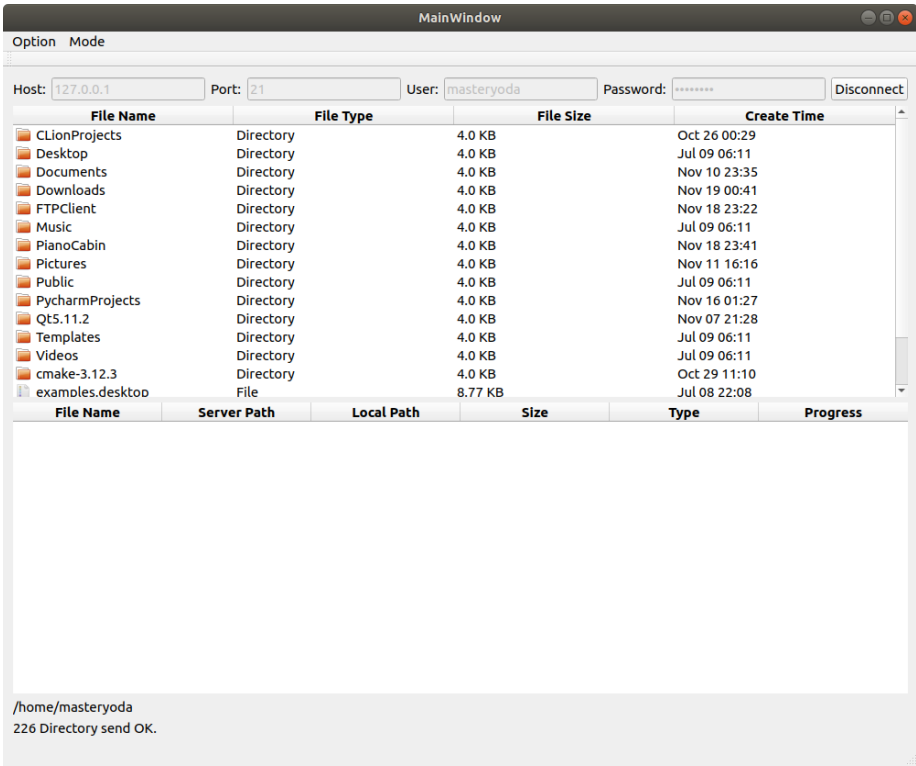 MainWindow
Option Mode
Host: 127.0.0.1 Port: 21 User: masteryoda Password: •••••••• Disconnect
File Name File Type File Size Create Time
CLionProjects Directory 4.0 KB Oct 26 00:29
Desktop Directory 4.0 KB Jul 09 06:11
Documents Directory 4.0 KB Nov 10 23:35
Downloads Directory 4.0 KB Nov 19 00:41
FTPClient Directory 4.0 KB Nov 18 23:22
Music Directory 4.0 KB Jul 09 06:11
PianoCabin Directory 4.0 KB Nov 18 23:41
Pictures Directory 4.0 KB Nov 11 16:16
Public Directory 4.0 KB Jul 09 06:11
PycharmProjects Directory 4.0 KB Nov 16 01:27
Qt5.11.2 Directory 4.0 KB Nov 07 21:28
Templates Directory 4.0 KB Jul 09 06:11
Videos Directory 4.0 KB Jul 09 06:11
cmake-3.12.3 Directory 4.0 KB Oct 29 11:10
examples.desktop File 8.77 KB Jul 08 22:08
File Name Server Path Local Path Size Type Progress
/home/masteryoda
226 Directory send OK.